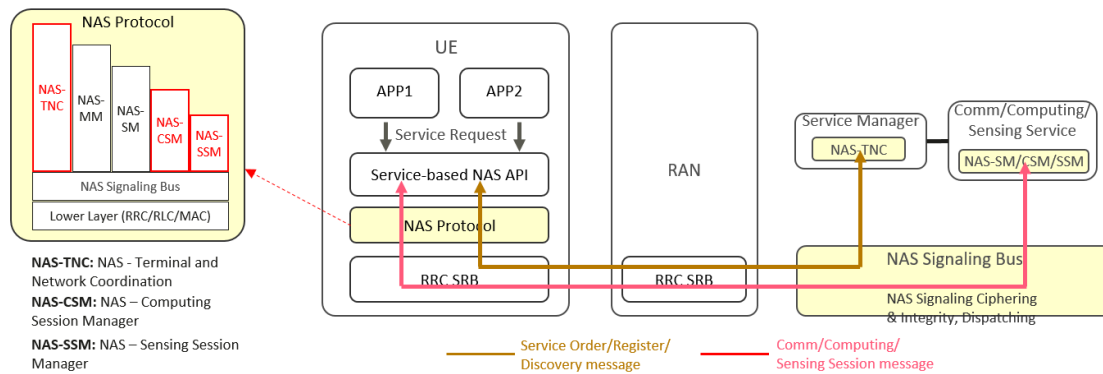 NAS Protocol
NAS-
TNC
NAS-
MM
NAS-
SM
NAS-
CSM
NAS-
SSM
NAS Signaling Bus
Lower Layer (RRC/RLC/MAC)
NAS-TNC: NAS - Terminal and
Network Coordination
NAS-CSM: NAS – Computing
Session Manager
NAS-SSM: NAS – Sensing Session
Manager
UE
APP1
APP2
Service Request
Service-based NAS API
NAS Protocol
RRC SRB
RAN
RRC SRB
Service Manager
NAS-TNC
Comm/Computing/
Sensing Service
NAS-SM/CSM/SSM
NAS Signaling Bus
NAS Signaling Ciphering
& Integrity, Dispatching
Service Order/Register/
Discovery message
Comm/Computing/
Sensing Session message